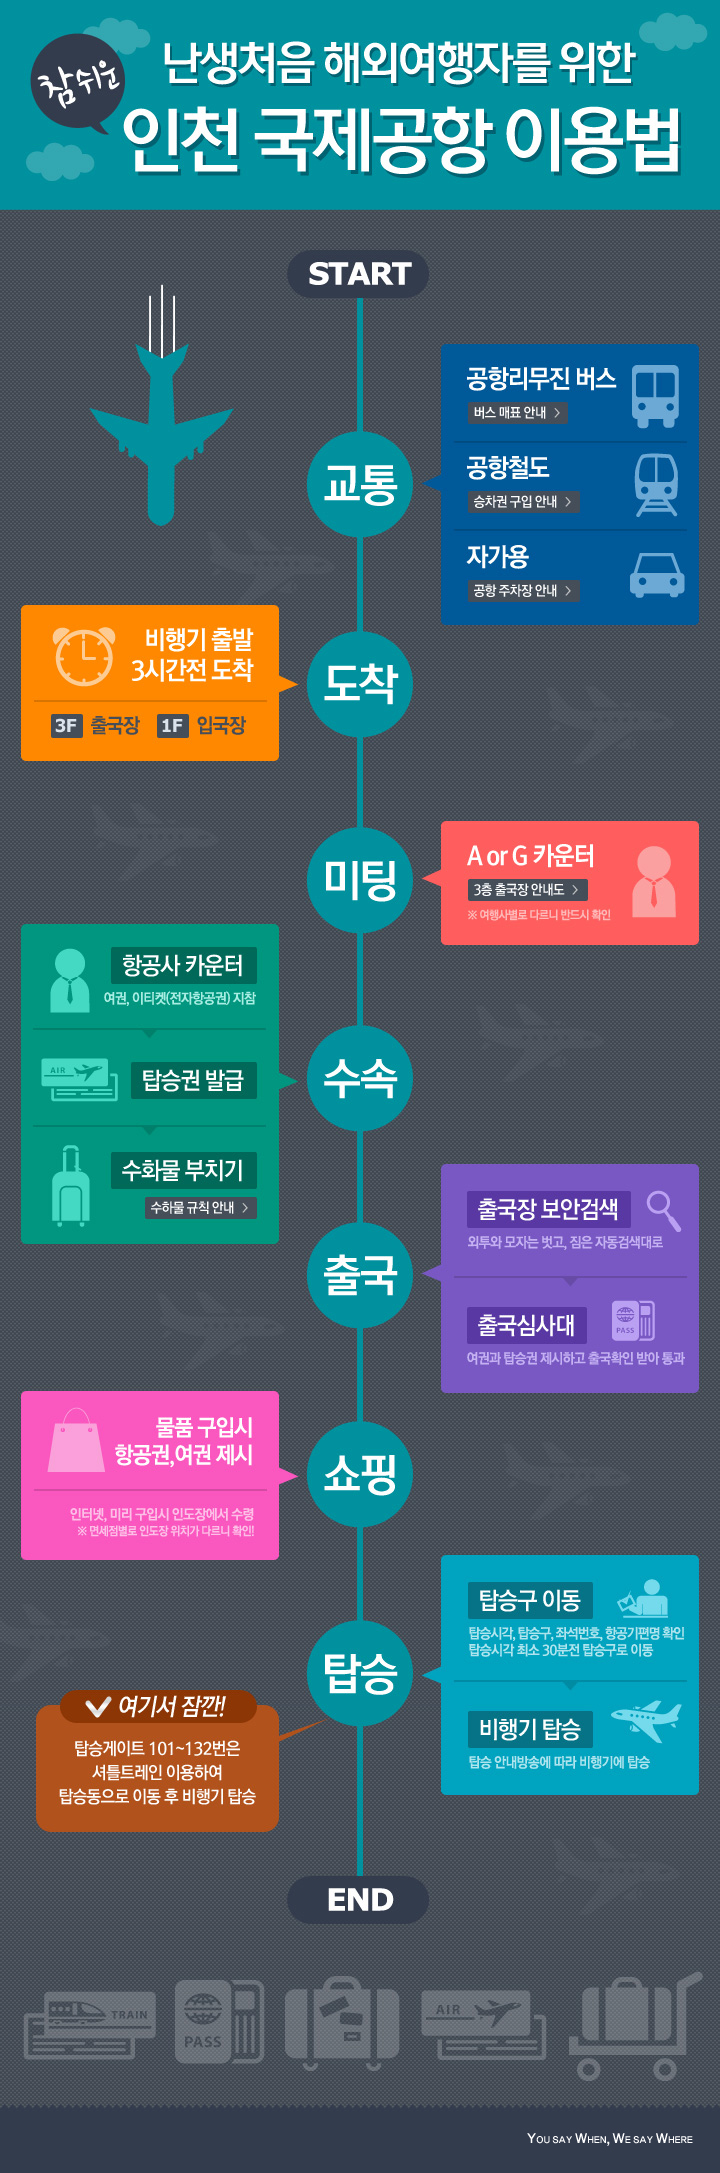 참쉬운
난생처음 해외여행자를 위한
인천 국제공항 이용법
START
교통
공항리무진 버스
버스 매표 안내 >
공항철도
승차권 구입 안내 >
자가용
공항 주차장 안내 >
도착
비행기 출발
3시간전 도착
3F 출국장 1F 입국장
미팅
A or G 카운터
3층 출국장 안내도 >
※ 여행사별로 다르니 반드시 확인
수속
항공사 카운터
여권, 이티켓(전자항공권) 지참
AIR
탑승권 발급
수화물 부치기
수하물 규칙 안내 >
출국
출국장 보안검색
외투와 모자는 벗고, 짐은 자동검색대로
출국심사대
PASS
여권과 탑승권 제시하고 출국확인 받아 통과
쇼핑
물품 구입시
항공권,여권 제시
인터넷, 미리 구입시 인도장에서 수령
※ 면세점별로 인도장 위치가 다르니 확인!
탑승
탑승구 이동
탑승시각, 탑승구, 좌석번호, 항공기편명 확인
탑승시각 최소 30분전 탑승구로 이동
비행기 탑승
탑승 안내방송에 따라 비행기에 탑승
여기서 잠깐!
탑승게이트 101~132번은
셔틀트레인 이용하여
탑승동으로 이동 후 비행기 탑승
END
TRAIN
PASS
AIR
YOU SAY WHEN, WE SAY WHERE